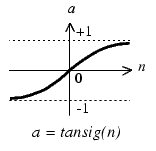 a
+1
n
0
-1
a = tansig(n)